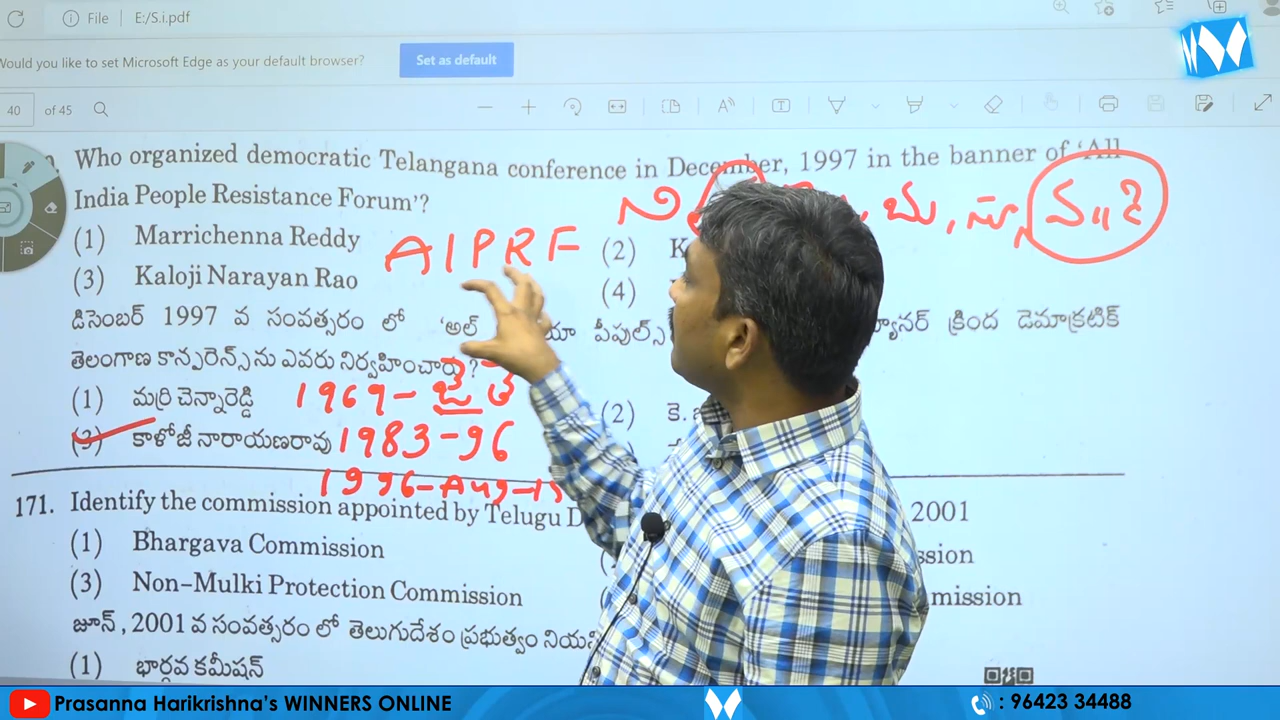 File E:/S.i.pdf
Would you like to set Microsoft Edge as your default browser? Set as default
40 of 45
Who organized democratic Telangana conference in December, 1997 in the banner of 'All
India People Resistance Forum'?
(1) Marrichenna Reddy
AIPRF
(2) K
(3) Kaloji Narayan Rao
(4)
డిసెంబర్ 1997 వ సంవత్సరం లో 'అల్ పీపుల్స్ బ్యానర్ క్రింద డెమాక్రటిక్
తెలంగాణ కాన్ఫరెన్స్‌ను ఎవరు నిర్వహించారు?
(1) మర్రి చెన్నారెడ్డి 1969- జై తె
(2) కె.
(3) కాళోజీ నారాయణరావు 1983-96
1996-Aug-15
171. Identify the commission appointed by Telugu D 2001
(1) Bhargava Commission
(3) Non-Mulki Protection Commission
జూన్, 2001 వ సంవత్సరం లో తెలుగుదేశం ప్రభుత్వం
(1) భార్గవ కమీషన్
Prasanna Harikrishna's WINNERS ONLINE
: 96423 34488